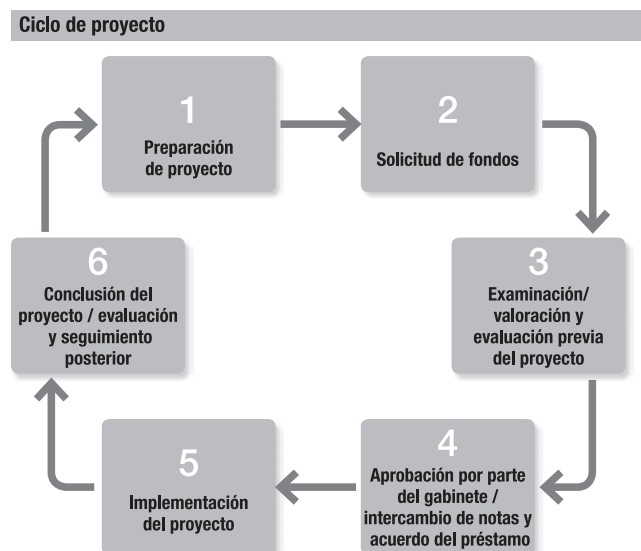 Ciclo de proyecto
1
Preparación
de proyecto
2
Solicitud de fondos
3
Examinación/
valoración y
evaluación previa
del proyecto
4
Aprobación por parte
del gabinete /
intercambio de notas y
acuerdo del préstamo
5
Implementación
del proyecto
6
Conclusión del
proyecto / evaluación
y seguimiento
posterior